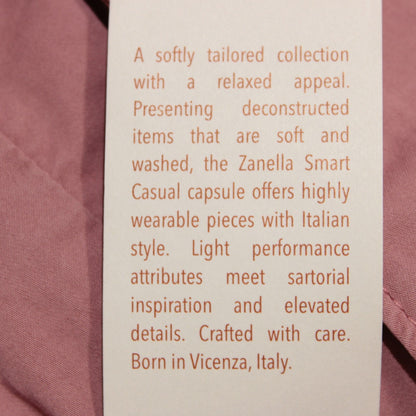 A softly tailored collection
with a relaxed appeal.
Presenting deconstructed
items that are soft and
washed, the Zanella Smart
Casual capsule offers highly
wearable pieces with Italian
style. Light performance
attributes meet sartorial
inspiration and elevated
details. Crafted with care.
Born in Vicenza, Italy.